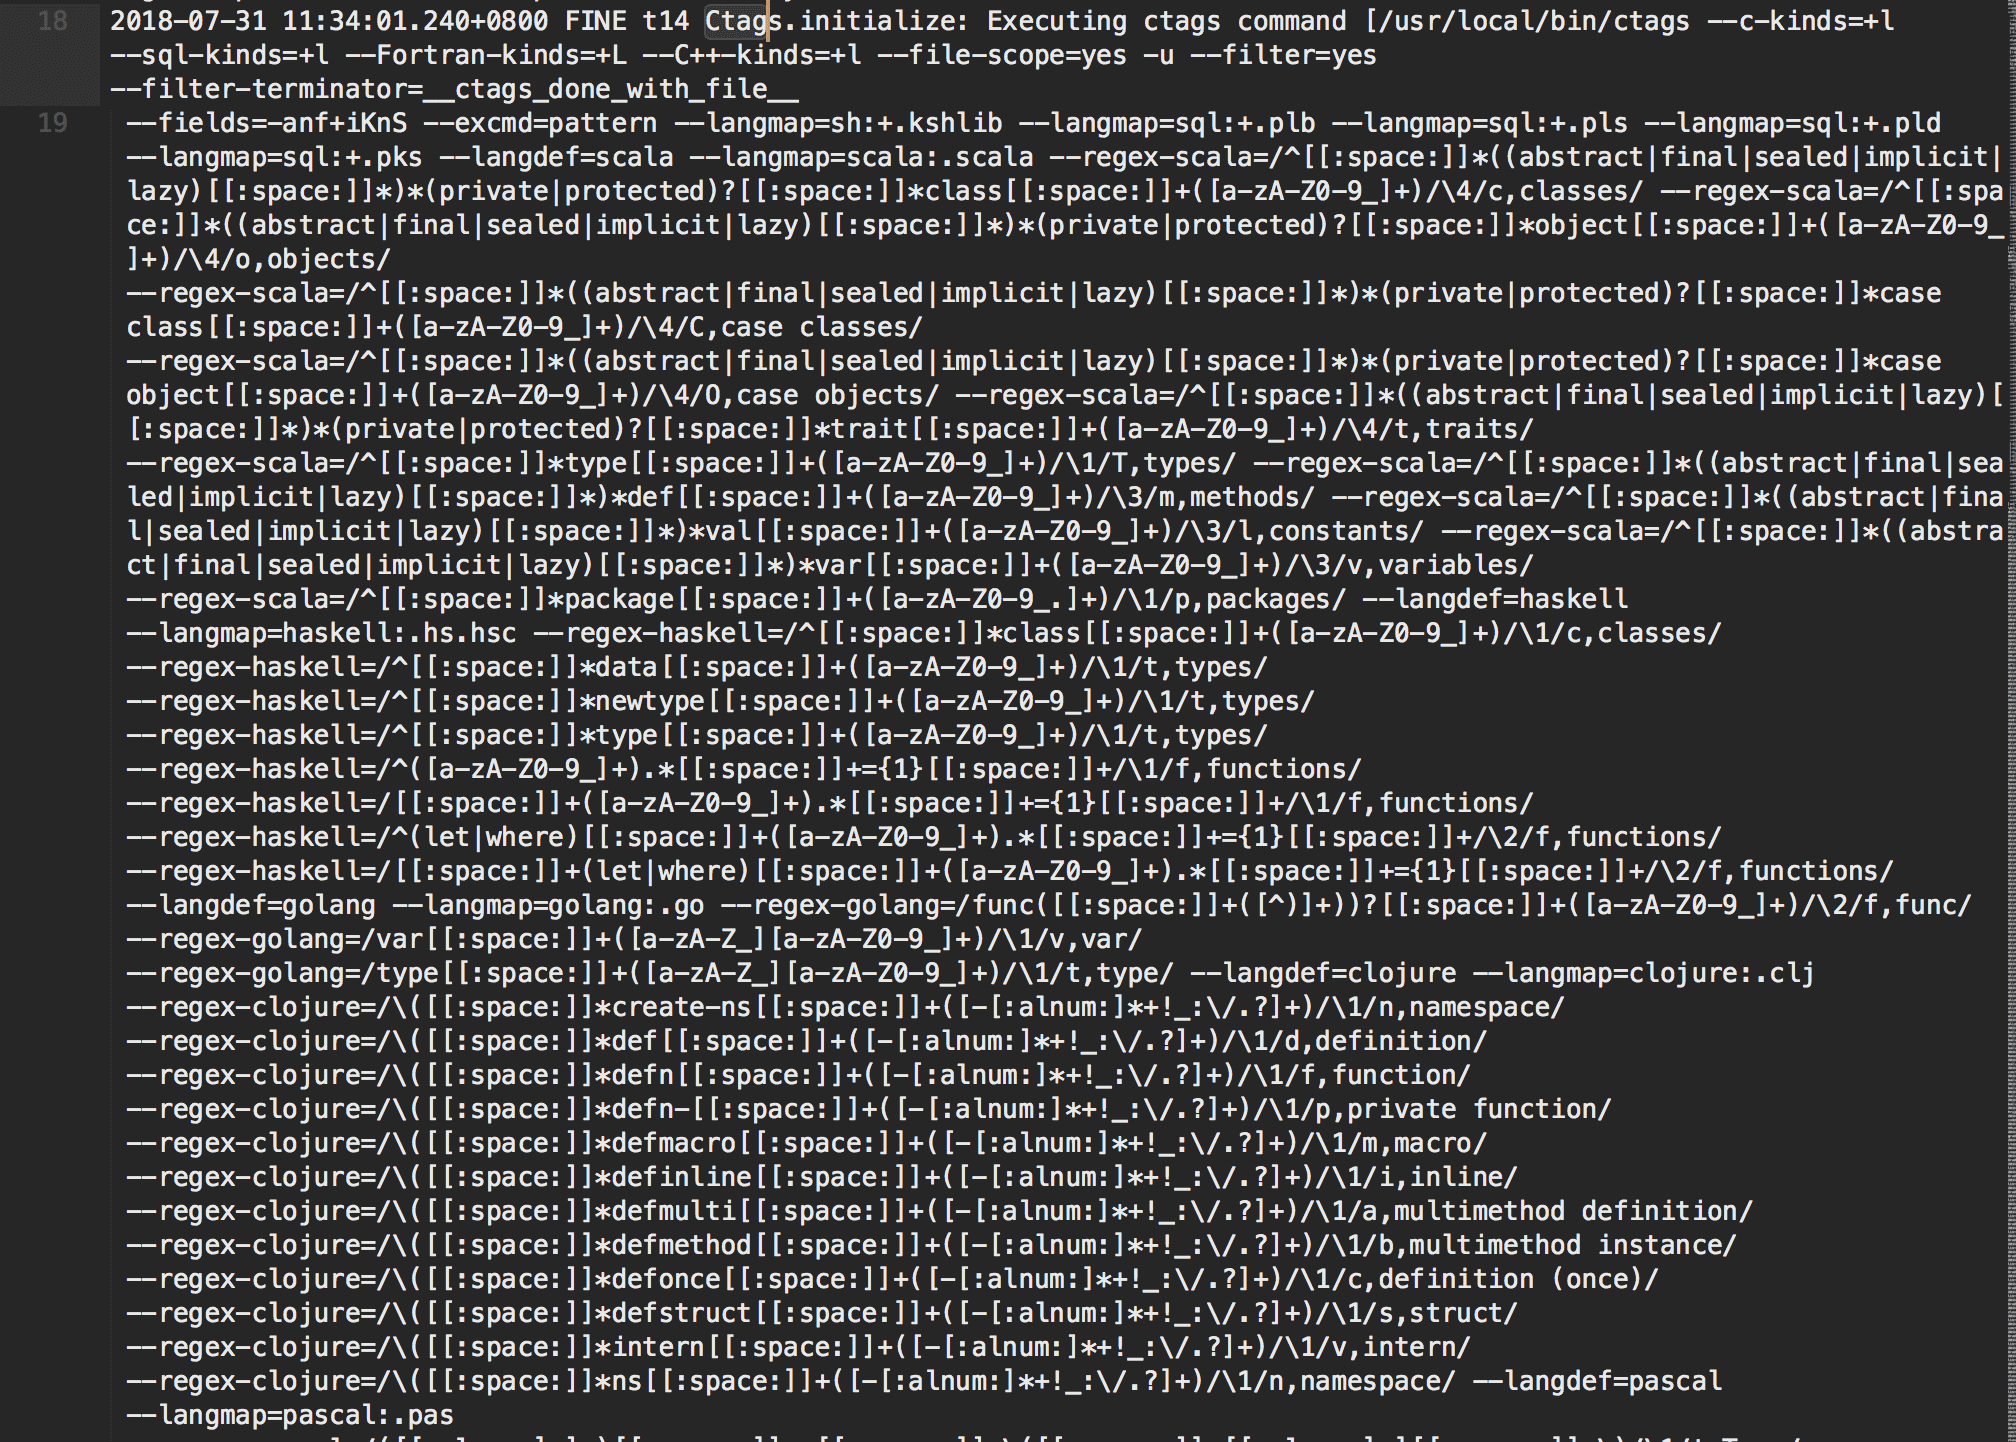 18 2018-07-31 11:34:01.240+0800 FINE t14 Ctags.initialize: Executing ctags command [/usr/local/bin/ctags --c-kinds=+l
--sql-kinds=+l --Fortran-kinds=+L --C++-kinds=+l --file-scope=yes -u --filter=yes
--filter-terminator=__ctags_done_with_file__
19 --fields=-anf+iKnS --excmd=pattern --langmap=sh:+.kshlib --langmap=sql:+.plb --langmap=sql:+.pls --langmap=sql:+.pld
--langmap=sql:+.pks --langdef=scala --langmap=scala:.scala --regex-scala=/^[[:space:]]*((abstract|final|sealed|implicit|
lazy)[[:space:]]*)*(private|protected)?[[:space:]]*class[[:space:]]+([a-zA-Z0-9_]+)/\4/c,classes/ --regex-scala=/^[[:spa
ce:]]*((abstract|final|sealed|implicit|lazy)[[:space:]]*)*(private|protected)?[[:space:]]*object[[:space:]]+([a-zA-Z0-9_
]+)/\4/o,objects/
--regex-scala=/^[[:space:]]*((abstract|final|sealed|implicit|lazy)[[:space:]]*)*(private|protected)?[[:space:]]*case
class[[:space:]]+([a-zA-Z0-9_]+)/\4/C,case classes/
--regex-scala=/^[[:space:]]*((abstract|final|sealed|implicit|lazy)[[:space:]]*)*(private|protected)?[[:space:]]*case
object[[:space:]]+([a-zA-Z0-9_]+)/\4/O,case objects/ --regex-scala=/^[[:space:]]*((abstract|final|sealed|implicit|lazy)[
[:space:]]*)*(private|protected)?[[:space:]]*trait[[:space:]]+([a-zA-Z0-9_]+)/\4/t,traits/
--regex-scala=/^[[:space:]]*type[[:space:]]+([a-zA-Z0-9_]+)/\1/T,types/ --regex-scala=/^[[:space:]]*((abstract|final|sea
led|implicit|lazy)[[:space:]]*)*def[[:space:]]+([a-zA-Z0-9_]+)/\3/m,methods/ --regex-scala=/^[[:space:]]*((abstract|fina
l|sealed|implicit|lazy)[[:space:]]*)*val[[:space:]]+([a-zA-Z0-9_]+)/\3/l,constants/ --regex-scala=/^[[:space:]]*((abstra
ct|final|sealed|implicit|lazy)[[:space:]]*)*var[[:space:]]+([a-zA-Z0-9_]+)/\3/v,variables/
--regex-scala=/^[[:space:]]*package[[:space:]]+([a-zA-Z0-9_.]+)/\1/p,packages/ --langdef=haskell
--langmap=haskell:.hs.hsc --regex-haskell=/^[[:space:]]*class[[:space:]]+([a-zA-Z0-9_]+)/\1/c,classes/
--regex-haskell=/^[[:space:]]*data[[:space:]]+([a-zA-Z0-9_]+)/\1/t,types/
--regex-haskell=/^[[:space:]]*newtype[[:space:]]+([a-zA-Z0-9_]+)/\1/t,types/
--regex-haskell=/^[[:space:]]*type[[:space:]]+([a-zA-Z0-9_]+)/\1/t,types/
--regex-haskell=/^([a-zA-Z0-9_]+).*[[:space:]]+={1}[[:space:]]+/\1/f,functions/
--regex-haskell=/[[:space:]]+([a-zA-Z0-9_]+).*[[:space:]]+={1}[[:space:]]+/\1/f,functions/
--regex-haskell=/^(let|where)[[:space:]]+([a-zA-Z0-9_]+).*[[:space:]]+={1}[[:space:]]+/\2/f,functions/
--regex-haskell=/[[:space:]]+(let|where)[[:space:]]+([a-zA-Z0-9_]+).*[[:space:]]+={1}[[:space:]]+/\2/f,functions/
--langdef=golang --langmap=golang:.go --regex-golang=/func([[:space:]]+([^)]+))?[[:space:]]+([a-zA-Z0-9_]+)/\2/f,func/
--regex-golang=/var[[:space:]]+([a-zA-Z_][a-zA-Z0-9_]+)/\1/v,var/
--regex-golang=/type[[:space:]]+([a-zA-Z_][a-zA-Z0-9_]+)/\1/t,type/ --langdef=clojure --langmap=clojure:.clj
--regex-clojure=/\([[:space:]]*create-ns[[:space:]]+([-[:alnum:]*+!_:\/.?]+)/\1/n,namespace/
--regex-clojure=/\([[:space:]]*def[[:space:]]+([-[:alnum:]*+!_:\/.?]+)/\1/d,definition/
--regex-clojure=/\([[:space:]]*defn[[:space:]]+([-[:alnum:]*+!_:\/.?]+)/\1/f,function/
--regex-clojure=/\([[:space:]]*defn-[[:space:]]+([-[:alnum:]*+!_:\/.?]+)/\1/p,private function/
--regex-clojure=/\([[:space:]]*defmacro[[:space:]]+([-[:alnum:]*+!_:\/.?]+)/\1/m,macro/
--regex-clojure=/\([[:space:]]*definline[[:space:]]+([-[:alnum:]*+!_:\/.?]+)/\1/i,inline/
--regex-clojure=/\([[:space:]]*defmulti[[:space:]]+([-[:alnum:]*+!_:\/.?]+)/\1/a,multimethod definition/
--regex-clojure=/\([[:space:]]*defmethod[[:space:]]+([-[:alnum:]*+!_:\/.?]+)/\1/b,multimethod instance/
--regex-clojure=/\([[:space:]]*defonce[[:space:]]+([-[:alnum:]*+!_:\/.?]+)/\1/c,definition (once)/
--regex-clojure=/\([[:space:]]*defstruct[[:space:]]+([-[:alnum:]*+!_:\/.?]+)/\1/s,struct/
--regex-clojure=/\([[:space:]]*intern[[:space:]]+([-[:alnum:]*+!_:\/.?]+)/\1/v,intern/
--regex-clojure=/\([[:space:]]*ns[[:space:]]+([-[:alnum:]*+!_:\/.?]+)/\1/n,namespace/ --langdef=pascal
--langmap=pascal:.pas